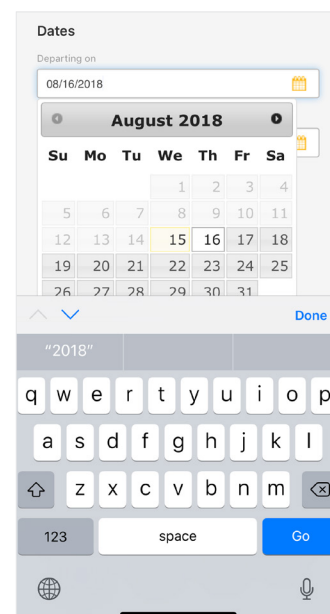 Dates
Departing on
08/16/2018
August 2018
Su Mo Tu We Th Fr Sa
1 2 3 4
5 6 7 8 9 10 11
12 13 14 15 16 17 18
19 20 21 22 23 24 25
26 27 28 29 30 31
Done
“2018”
q w e r t y u i o p
a s d f g h j k l
z x c v b n m
123 space Go